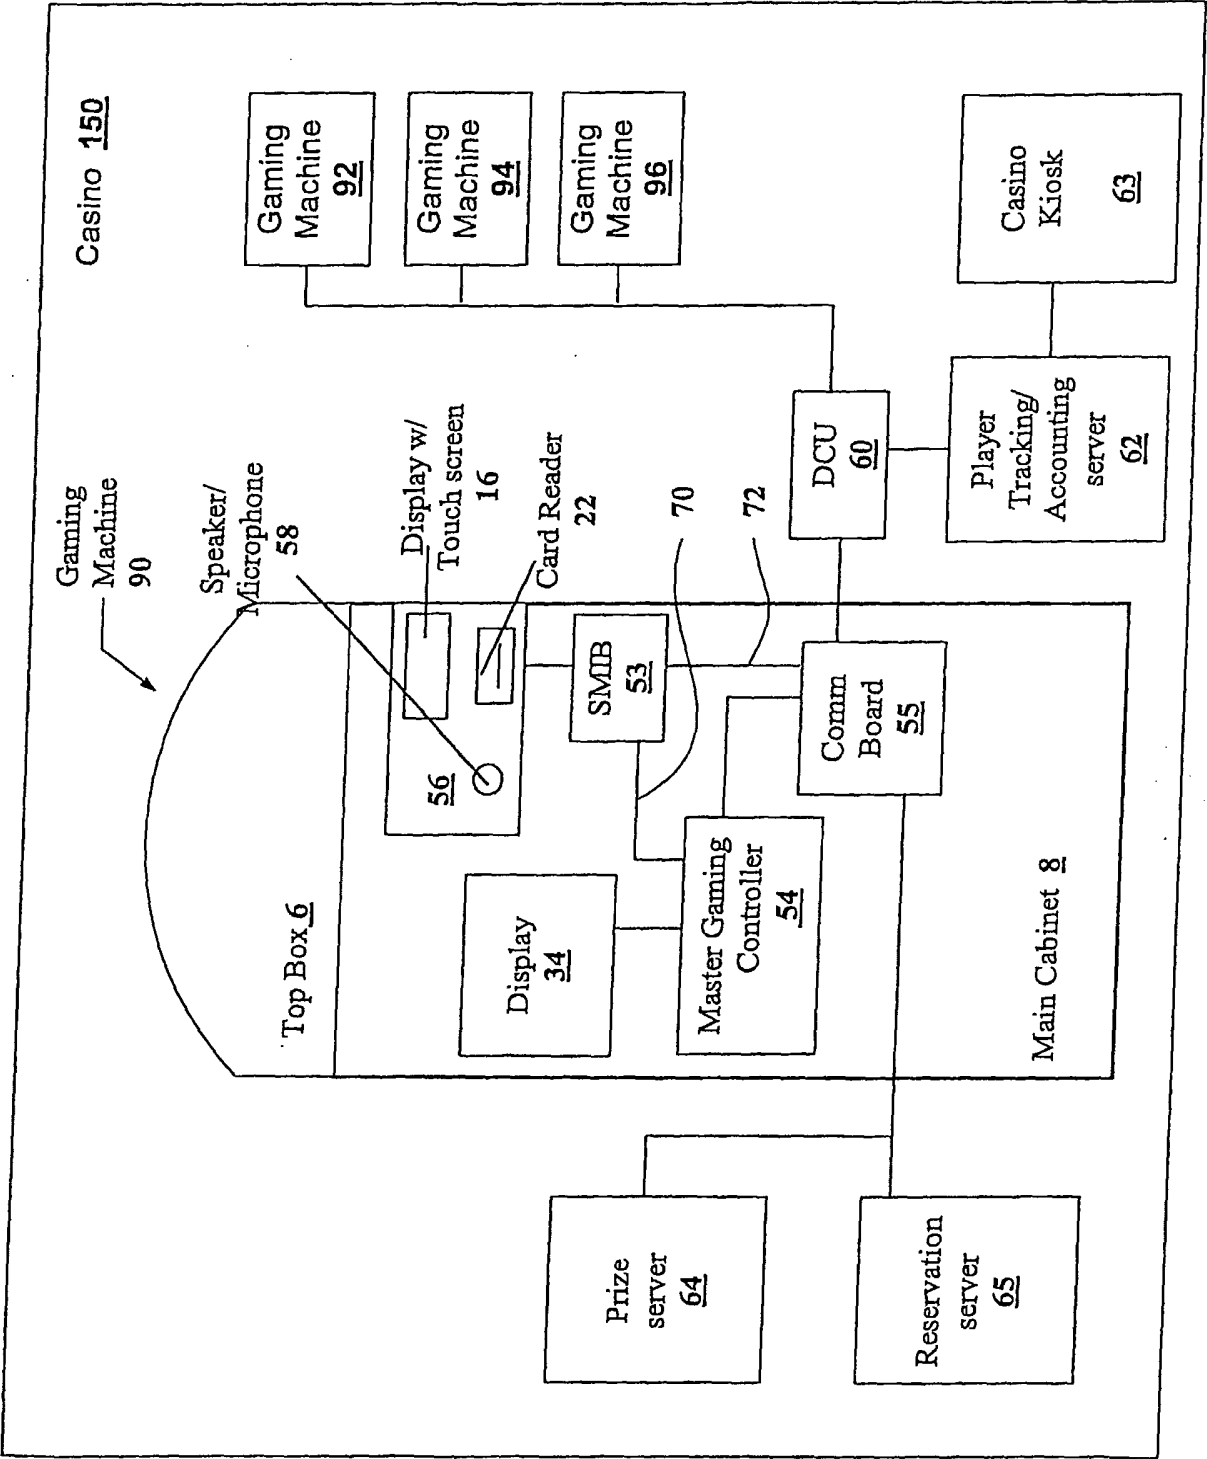 Casino 150
Gaming
Machine
90
Speaker/
Microphone
58
Display w/
Touch screen
16
Card Reader
22
Gaming
Machine
92
Gaming
Machine
94
Gaming
Machine
96
Top Box 6
56
Display
34
SMIB
53
70
72
Master Gaming
Controller
54
Comm
Board
55
DCU
60
Player
Tracking/
Accounting
server
62
Casino
Kiosk
63
Prize
server
64
Reservation
server
65
Main Cabinet 8